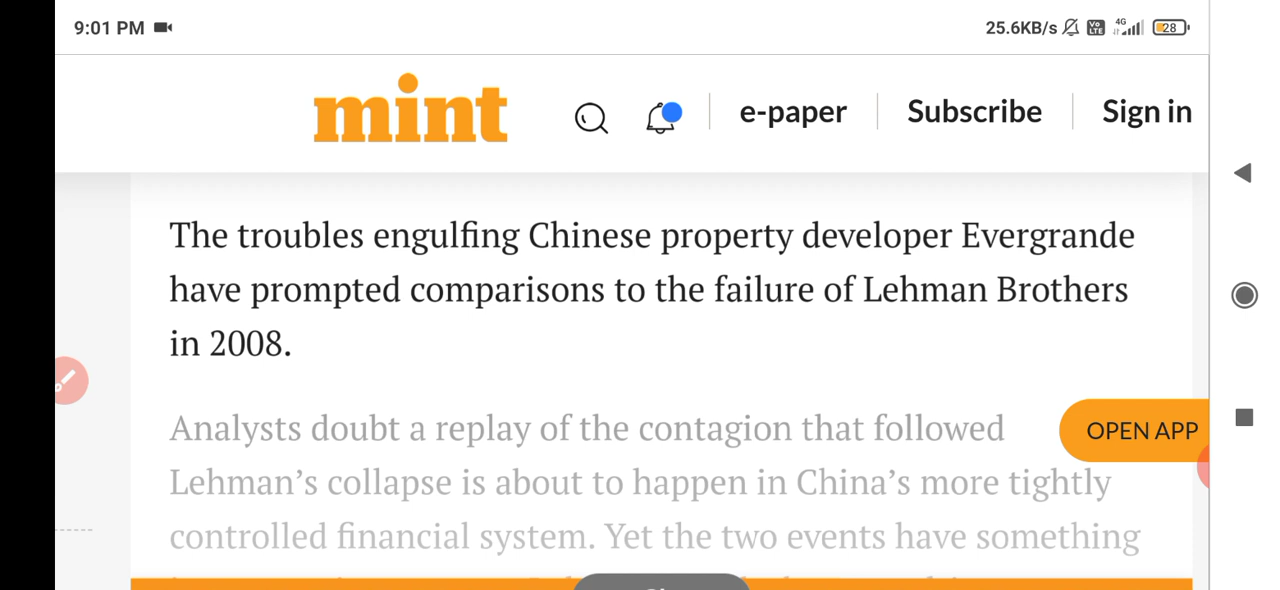 9:01 PM 25.6KB/s Vo LTE 4G 28
mint e-paper Subscribe Sign in
The troubles engulfing Chinese property developer Evergrande
have prompted comparisons to the failure of Lehman Brothers
in 2008.
Analysts doubt a replay of the contagion that followed
OPEN APP
Lehman’s collapse is about to happen in China’s more tightly
controlled financial system. Yet the two events have something